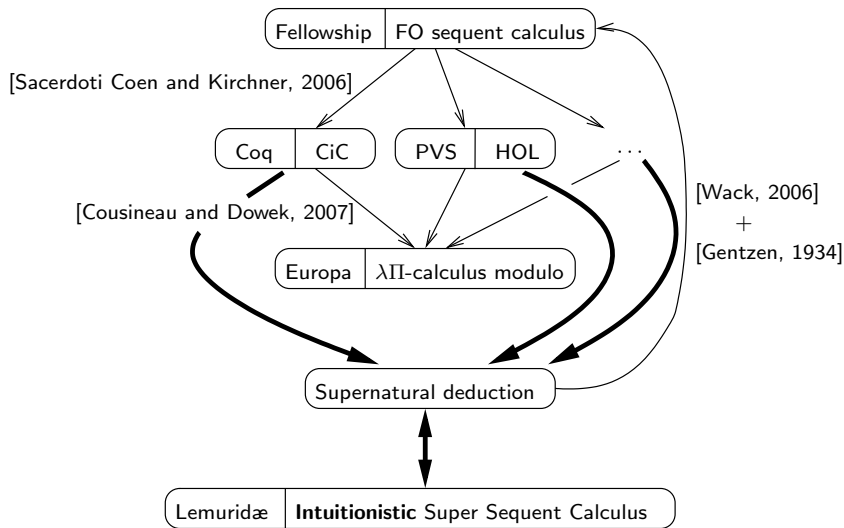 Fellowship FO sequent calculus
[Sacerdoti Coen and Kirchner, 2006]
Coq CiC PVS HOL ...
[Wack, 2006]
+
[Gentzen, 1934]
[Cousineau and Dowek, 2007]
Europa λΠ-calculus modulo
Supernatural deduction
Lemuridæ Intuitionistic Super Sequent Calculus